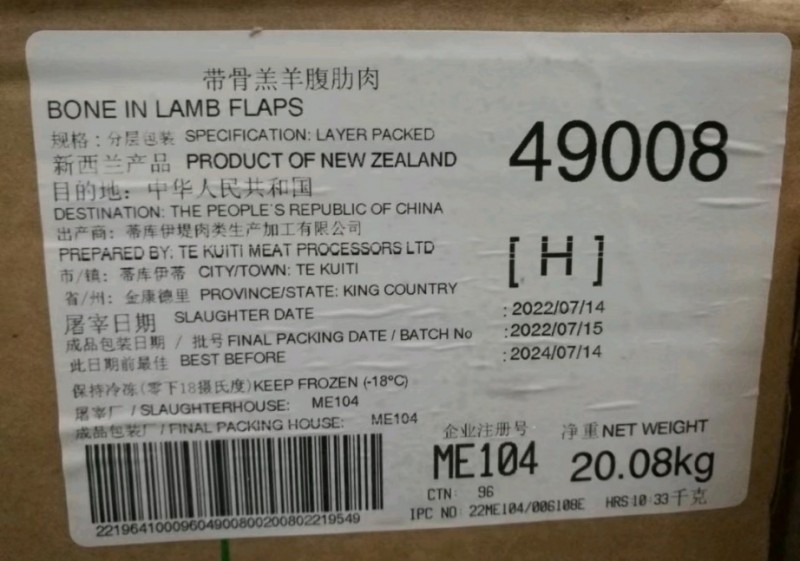 带骨羔羊腹肋肉
BONE IN LAMB FLAPS
规格：分层包装 SPECIFICATION: LAYER PACKED
新西兰产品 PRODUCT OF NEW ZEALAND
49008
目的地：中华人民共和国
DESTINATION: THE PEOPLE'S REPUBLIC OF CHINA
出产商：蒂库伊堤肉类生产加工有限公司
PREPARED BY: TE KUITI MEAT PROCESSORS LTD
市/镇：蒂库伊蒂 CITY/TOWN: TE KUITI
[ H ]
省/州：金康德里 PROVINCE/STATE: KING COUNTRY
屠宰日期 SLAUGHTER DATE :2022/07/14
成品包装日期 / 批号 FINAL PACKING DATE / BATCH No :2022/07/15
此日期前最佳 BEST BEFORE :2024/07/14
保持冷冻(零下18摄氏度)KEEP FROZEN (-18ºC)
屠宰厂 / SLAUGHTERHOUSE: ME104
成品包装厂 / FINAL PACKING HOUSE: ME104
企业注册号 净重 NET WEIGHT
ME104 20.08kg
CTN: 96
IPC NO: 22ME104/006108E HRS 10:33 千克
2219641000960490080020080221​9549